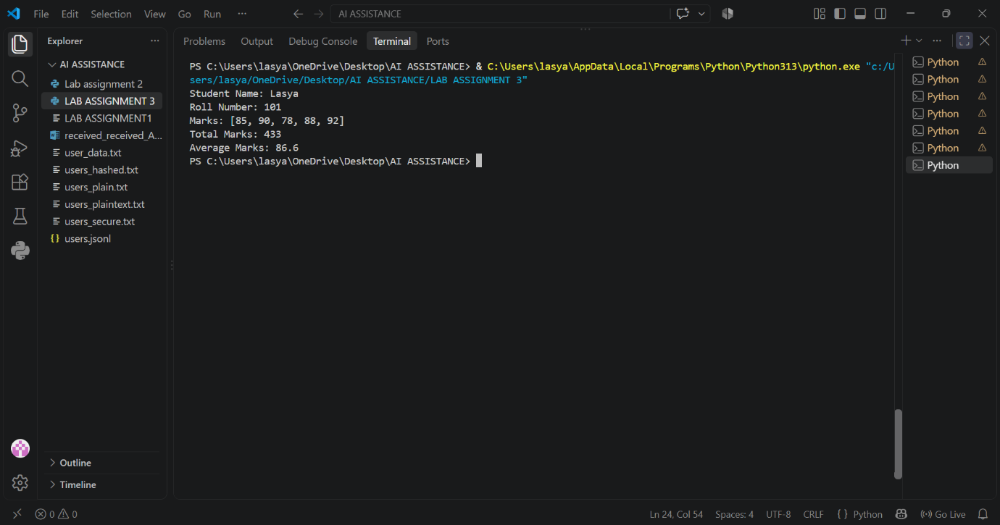 File Edit Selection View Go Run ··· AI ASSISTANCE
Explorer ···
AI ASSISTANCE
Lab assignment 2
LAB ASSIGNMENT 3
LAB ASSIGNMENT1
received_received_A...
user_data.txt
users_hashed.txt
users_plain.txt
users_plaintext.txt
users_secure.txt
{} users.jsonl
Outline
Timeline
Problems Output Debug Console Terminal Ports
PS C:\Users\lasya\OneDrive\Desktop\AI ASSISTANCE> & C:\Users\lasya\AppData\Local\Programs\Python\Python313\python.exe "c:/U
sers/lasya/OneDrive/Desktop/AI ASSISTANCE/LAB ASSIGNMENT 3"
Student Name: Lasya
Roll Number: 101
Marks: [85, 90, 78, 88, 92]
Total Marks: 433
Average Marks: 86.6
PS C:\Users\lasya\OneDrive\Desktop\AI ASSISTANCE>
Python
Python
Python
Python
Python
Python
Python
0 0 Ln 24, Col 54 Spaces: 4 UTF-8 CRLF {} Python Go Live